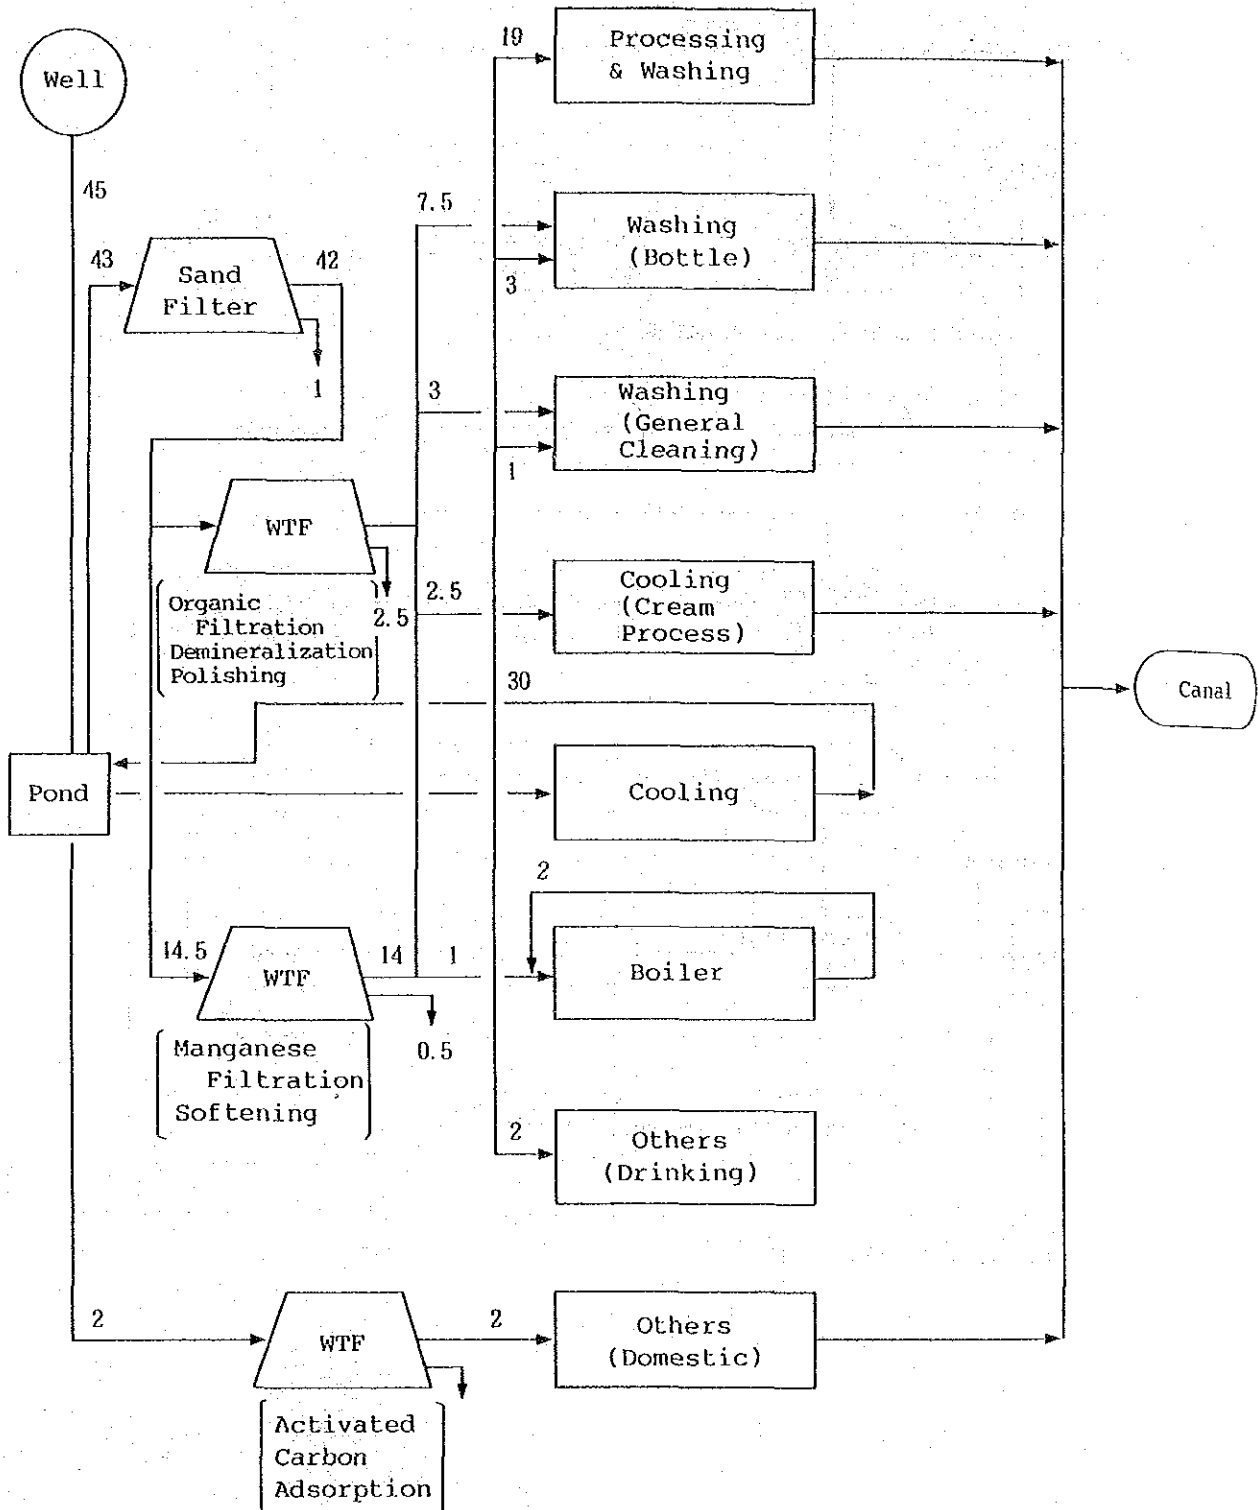 Well
45
43
Sand
Filter
42
1
19
Processing
& Washing
7.5
Washing
(Bottle)
3
3
Washing
(General
Cleaning)
1
WTF
2.5
Organic
Filtration
Demineralization
Polishing
2.5
Cooling
(Cream
Process)
Canal
30
Pond
Cooling
2
14.5
WTF
14
1
Boiler
0.5
Manganese
Filtration
Softening
2
Others
(Drinking)
2
WTF
2
Others
(Domestic)
Activated
Carbon
Adsorption